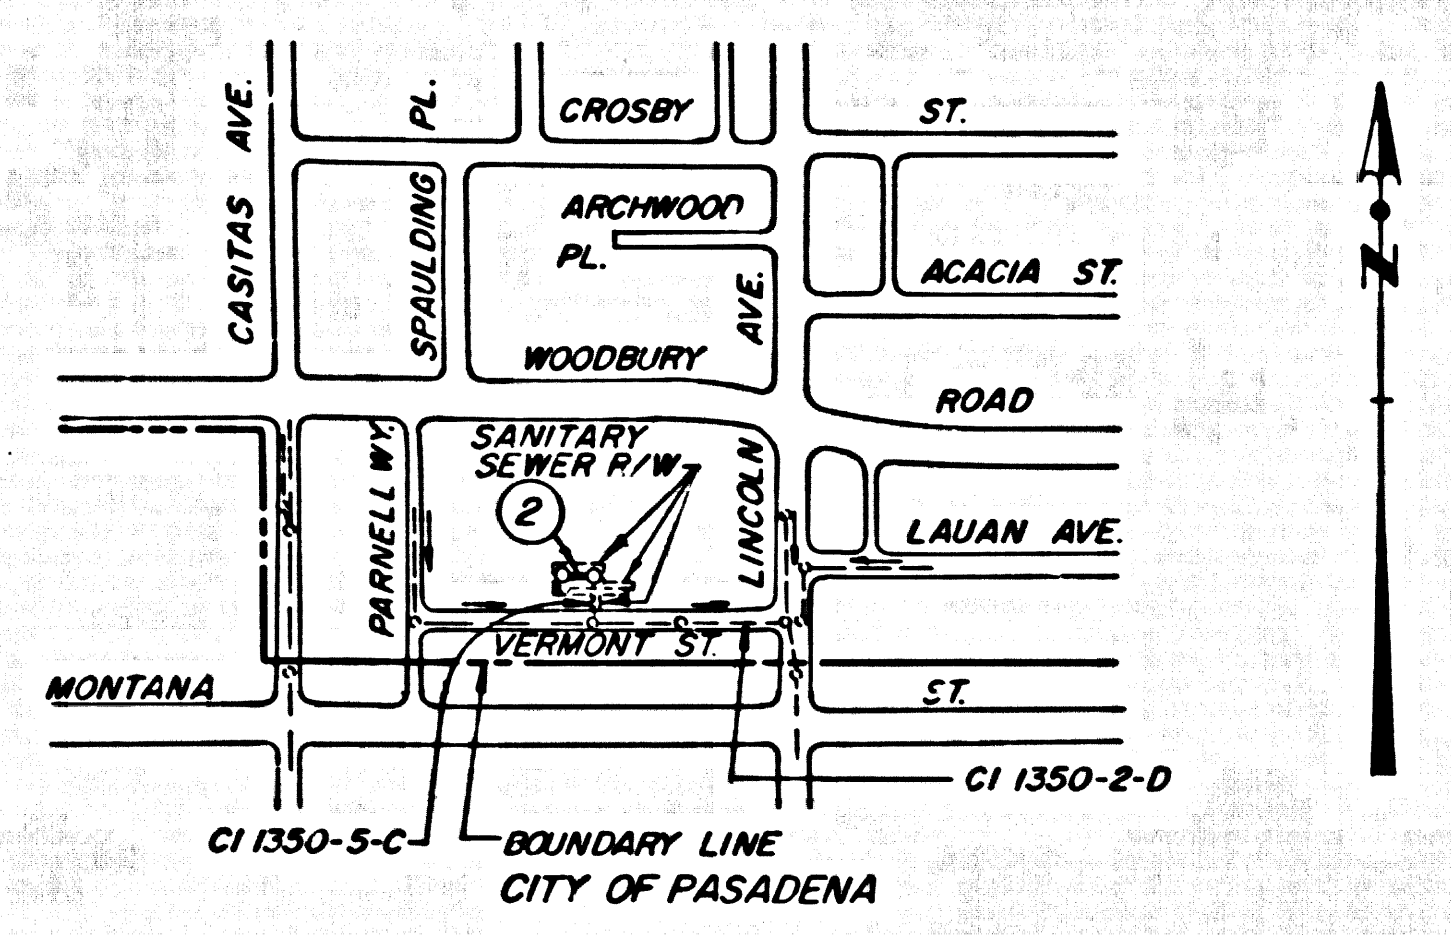 CASITAS AVE.
SPAULDING PL.
CROSBY ST.
ARCHWOOD
PL.
ACACIA ST.
WOODBURY ROAD
LINCOLN AVE.
PARNELL WY.
SANITARY
SEWER R/W
2
N
LAUAN AVE.
VERMONT ST.
MONTANA ST.
CI 1350-2-D
CI 1350-5-C
BOUNDARY LINE
CITY OF PASADENA